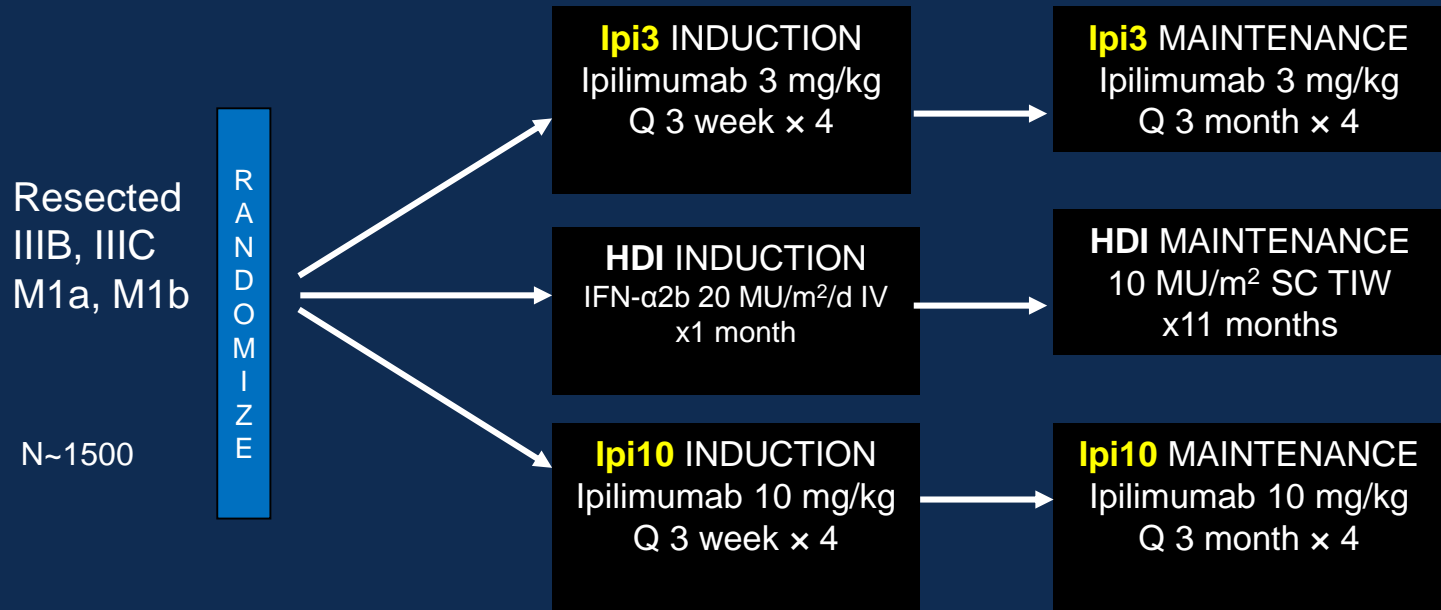 Resected
IIIB, IIIC
M1a, M1b
N~1500
R
A
N
D
O
M
I
Z
E
Ipi3 INDUCTION
Ipilimumab 3 mg/kg
Q 3 week × 4
Ipi3 MAINTENANCE
Ipilimumab 3 mg/kg
Q 3 month × 4
HDI INDUCTION
IFN-α2b 20 MU/m²/d IV
x1 month
HDI MAINTENANCE
10 MU/m² SC TIW
x11 months
Ipi10 INDUCTION
Ipilimumab 10 mg/kg
Q 3 week × 4
Ipi10 MAINTENANCE
Ipilimumab 10 mg/kg
Q 3 month × 4